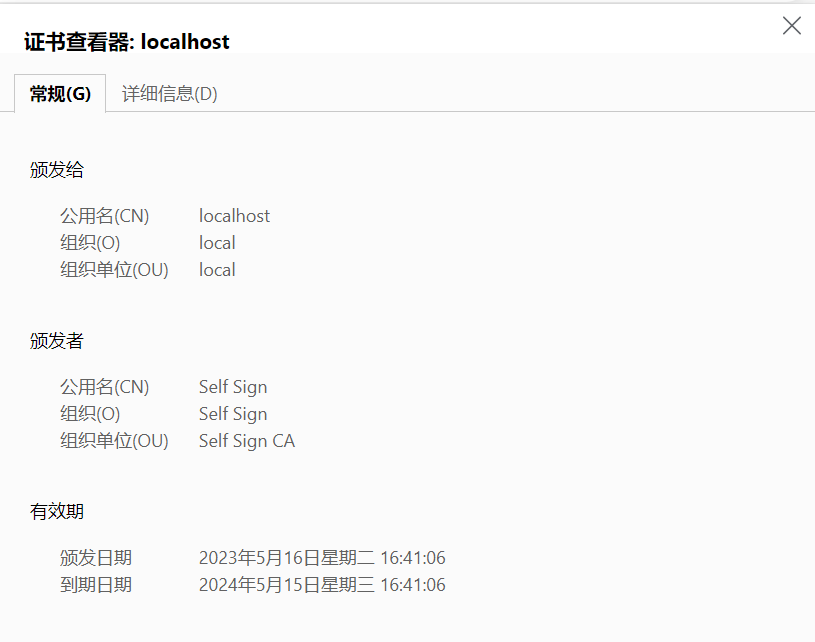 证书查看器: localhost
常规(G) 详细信息(D)
颁发给
公用名(CN) localhost
组织(O) local
组织单位(OU) local
颁发者
公用名(CN) Self Sign
组织(O) Self Sign
组织单位(OU) Self Sign CA
有效期
颁发日期 2023年5月16日星期二 16:41:06
到期日期 2024年5月15日星期三 16:41:06